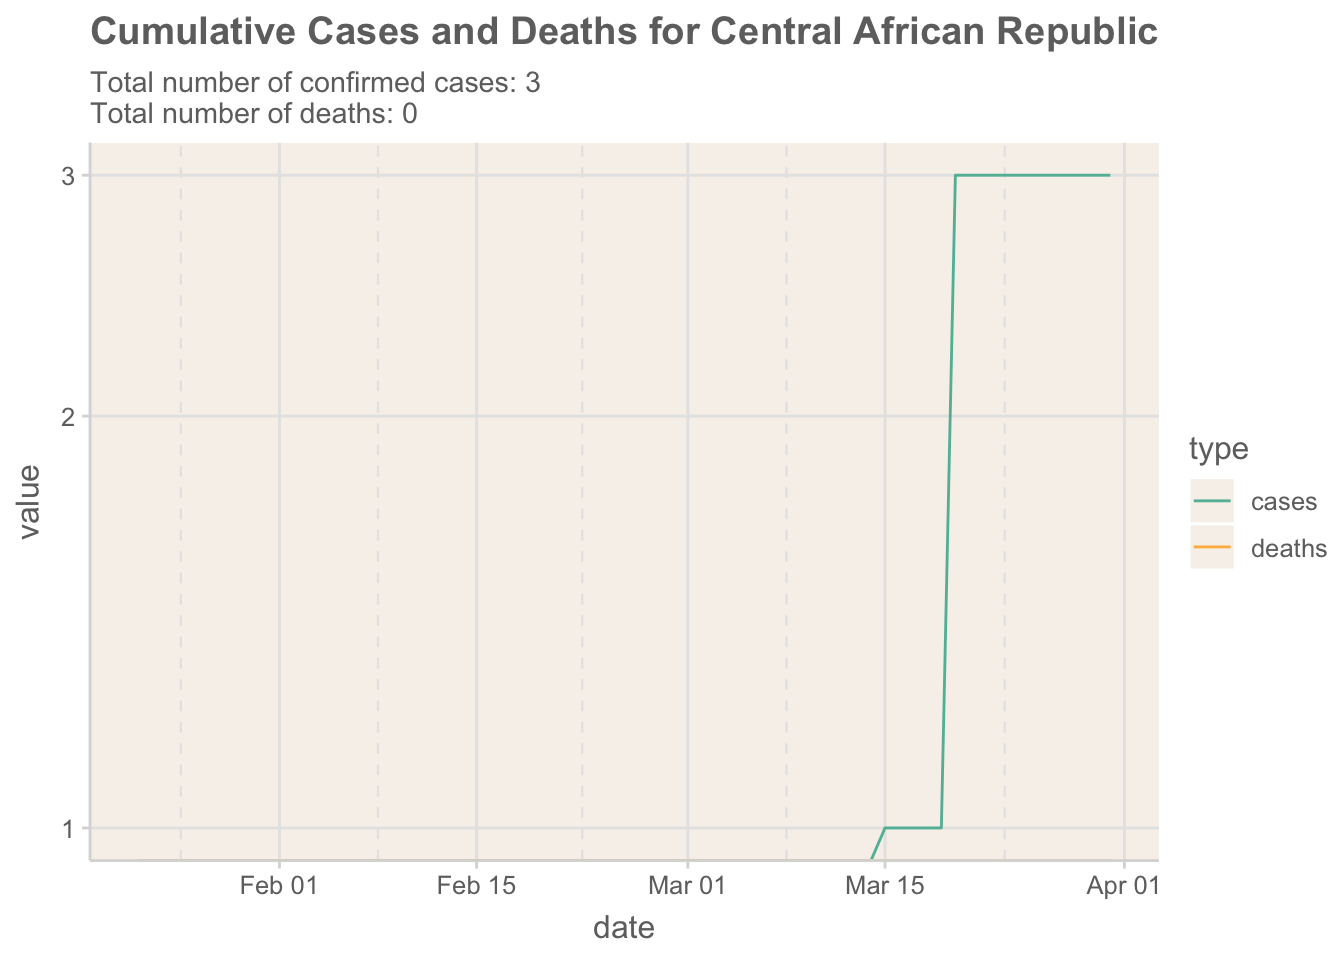 Cumulative Cases and Deaths for Central African Republic
Total number of confirmed cases: 3
Total number of deaths: 0
3
2
1
value
Feb 01
Feb 15
Mar 01
Mar 15
Apr 01
date
type
cases
deaths